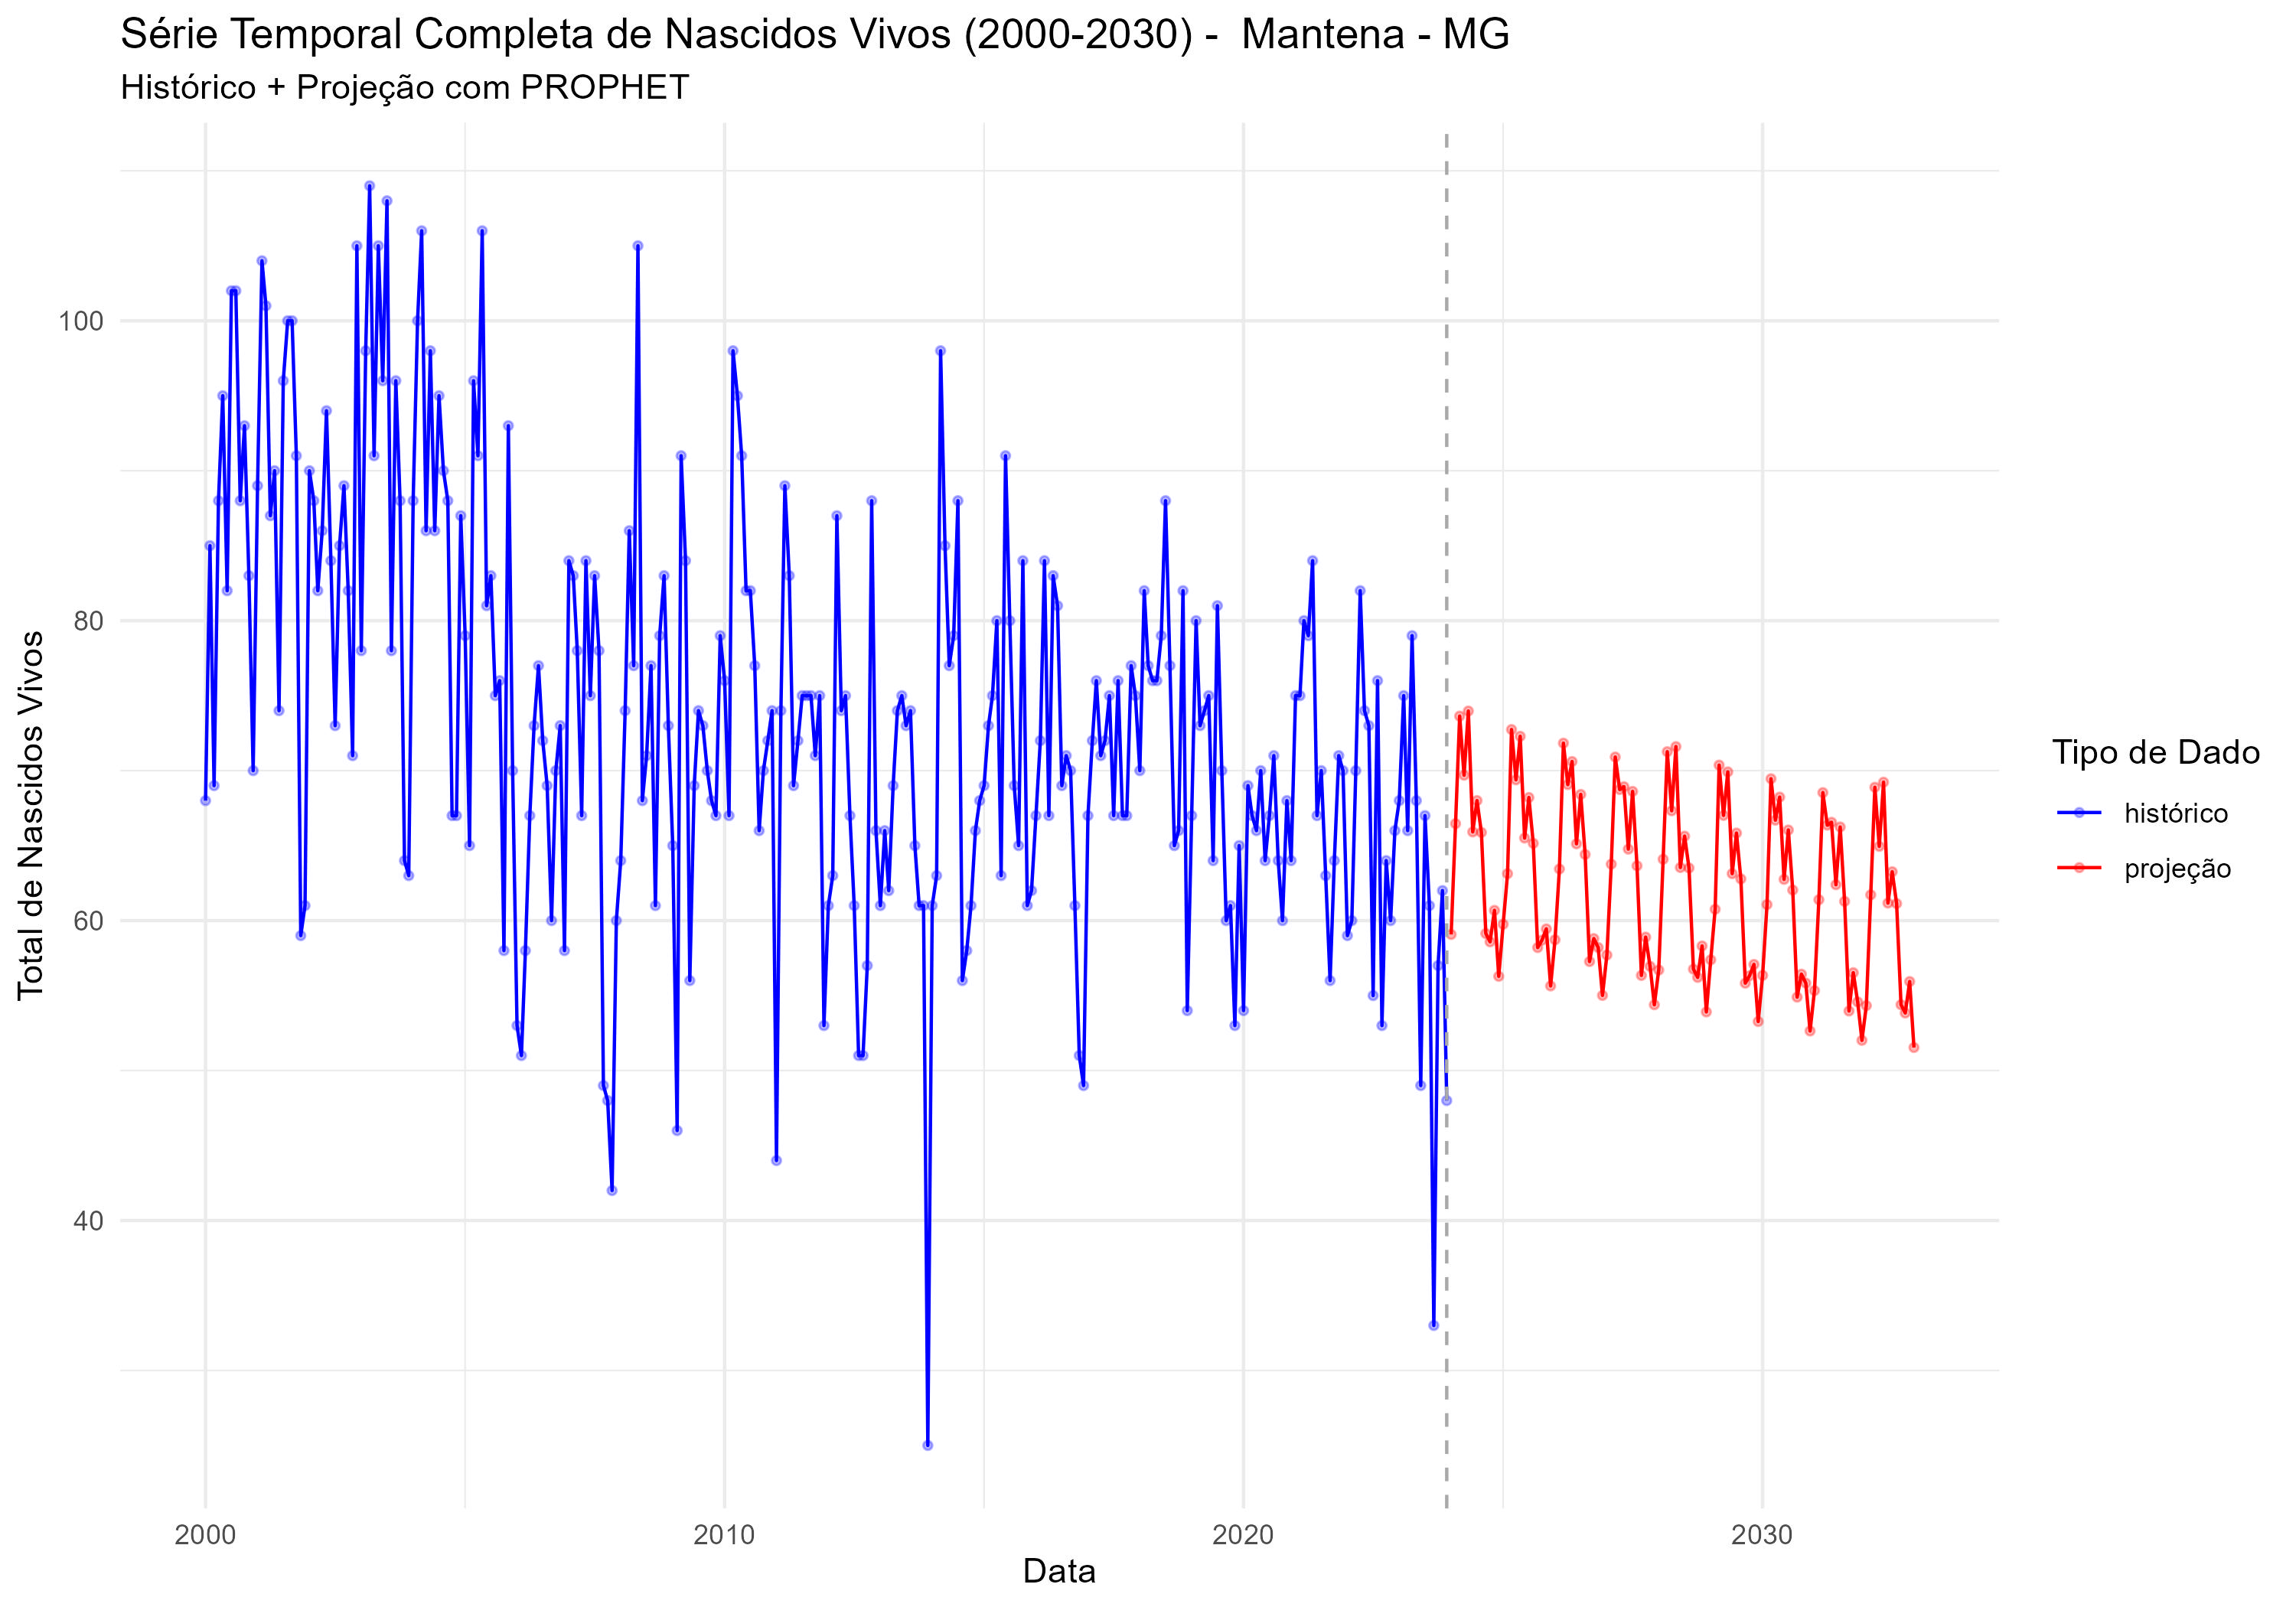 Série Temporal Completa de Nascidos Vivos (2000-2030) -  Mantena - MG
Histórico + Projeção com PROPHET
Total de Nascidos Vivos
100
80
60
40
2000
2010
2020
2030
Data
Tipo de Dado
histórico
projeção